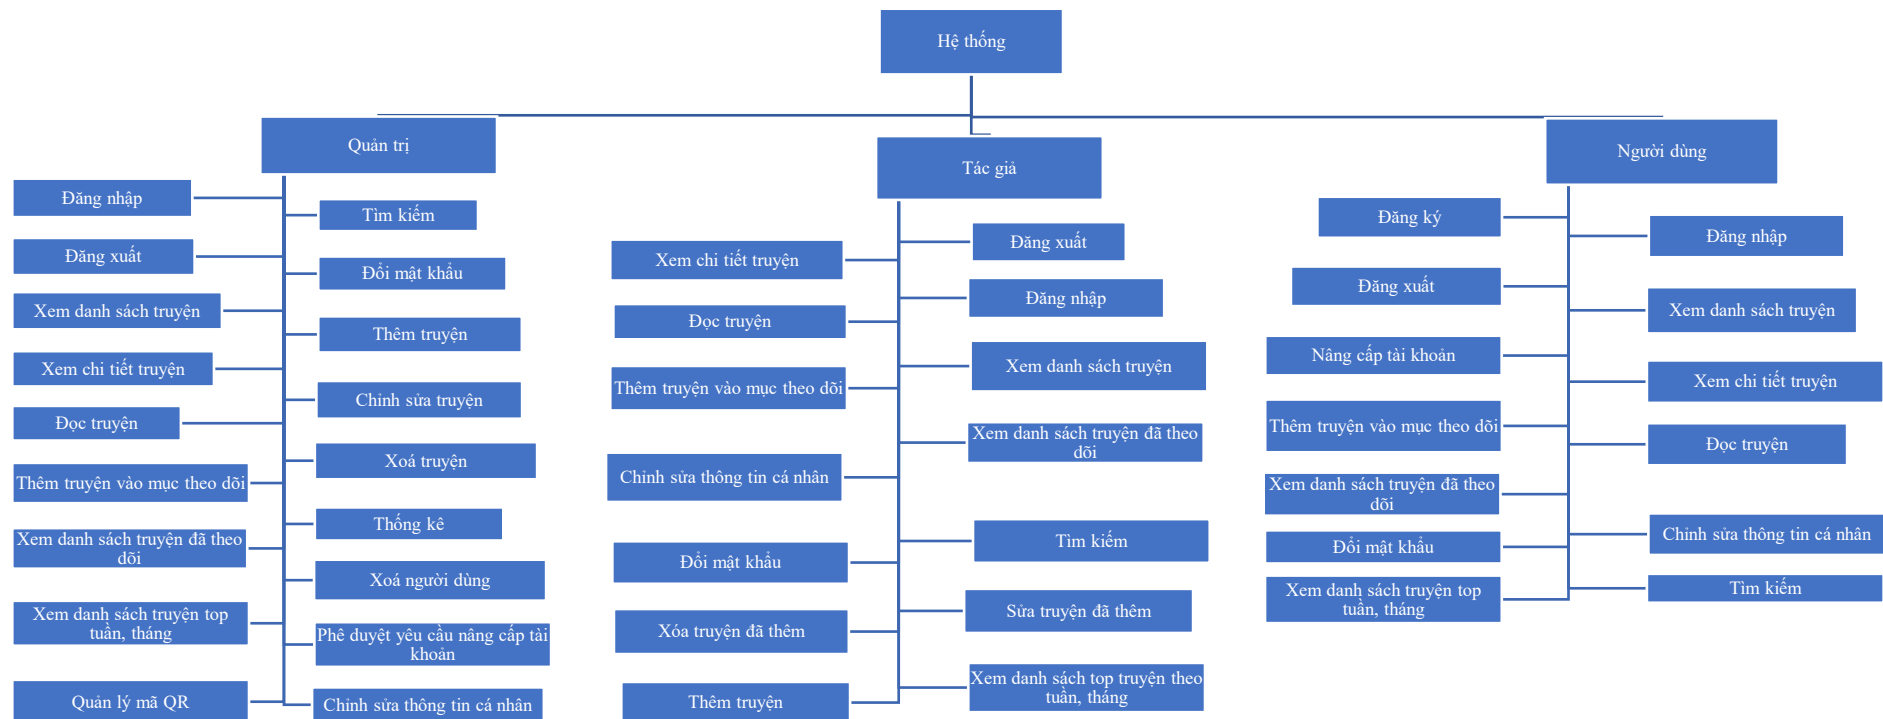 Hệ thống
Quản trị
Đăng nhập
Tìm kiếm
Đăng xuất
Đổi mật khẩu
Xem danh sách truyện
Thêm truyện
Xem chi tiết truyện
Chỉnh sửa truyện
Đọc truyện
Xoá truyện
Thêm truyện vào mục theo dõi
Thống kê
Xem danh sách truyện đã theo
dõi
Xoá người dùng
Xem danh sách truyện top
tuần, tháng
Phê duyệt yêu cầu nâng cấp tài
khoản
Quản lý mã QR
Chỉnh sửa thông tin cá nhân
Tác giả
Đăng xuất
Xem chi tiết truyện
Đăng nhập
Đọc truyện
Xem danh sách truyện
Thêm truyện vào mục theo dõi
Xem danh sách truyện đã theo
dõi
Chỉnh sửa thông tin cá nhân
Tìm kiếm
Đổi mật khẩu
Sửa truyện đã thêm
Xóa truyện đã thêm
Xem danh sách top truyện theo
tuần, tháng
Thêm truyện
Người dùng
Đăng ký
Đăng nhập
Đăng xuất
Xem danh sách truyện
Nâng cấp tài khoản
Xem chi tiết truyện
Thêm truyện vào mục theo dõi
Đọc truyện
Xem danh sách truyện đã theo
dõi
Chỉnh sửa thông tin cá nhân
Đổi mật khẩu
Tìm kiếm
Xem danh sách truyện top
tuần, tháng